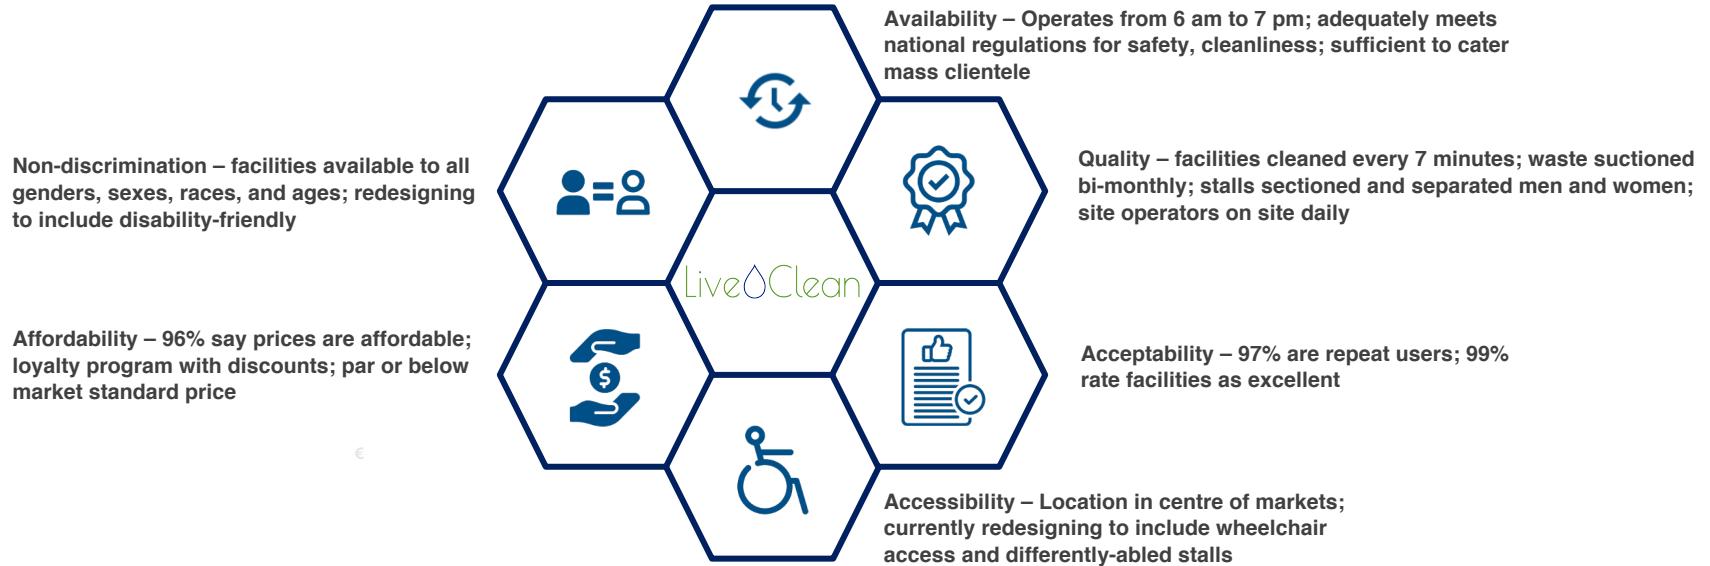 Availability – Operates from 6 am to 7 pm; adequately meets
national regulations for safety, cleanliness; sufficient to cater
mass clientele
Non-discrimination – facilities available to all
genders, sexes, races, and ages; redesigning
to include disability-friendly
Quality – facilities cleaned every 7 minutes; waste suctioned
bi-monthly; stalls sectioned and separated men and women;
site operators on site daily
Live Clean
Affordability – 96% say prices are affordable;
loyalty program with discounts; par or below
market standard price
$
Acceptability – 97% are repeat users; 99%
rate facilities as excellent
€
Accessibility – Location in centre of markets;
currently redesigning to include wheelchair
access and differently-abled stalls